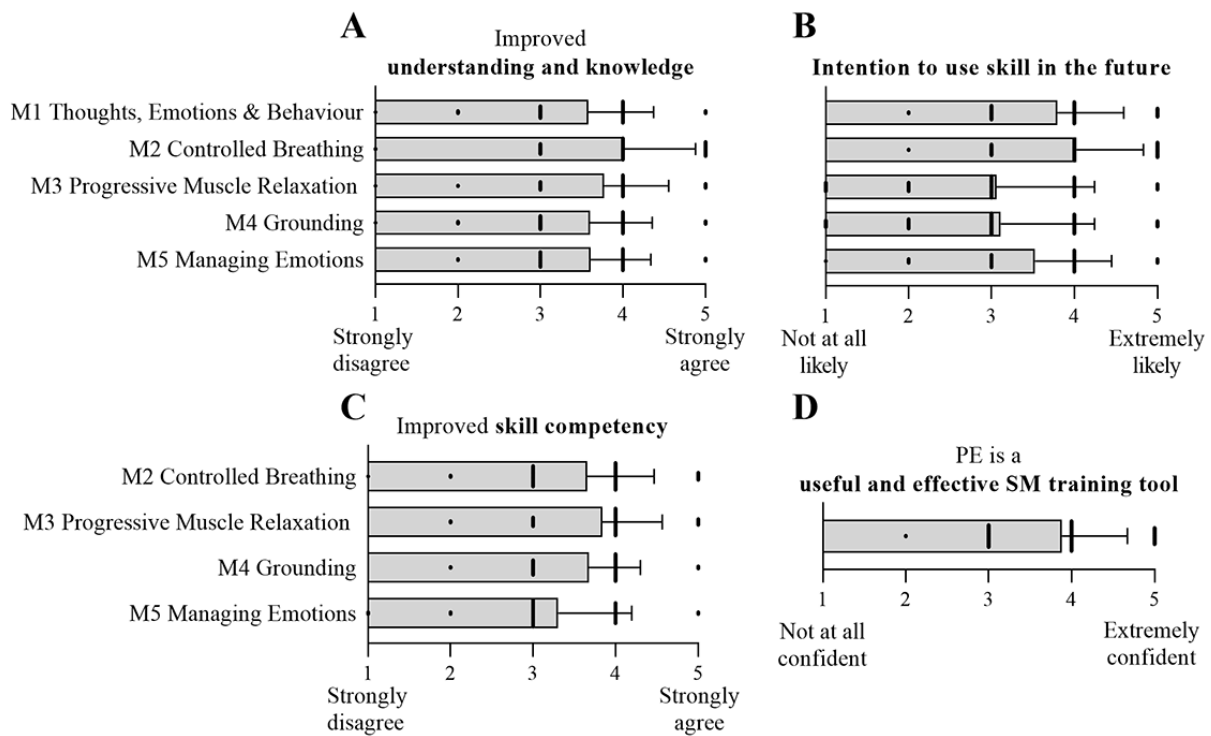 A
Improved
understanding and knowledge
M1 Thoughts, Emotions & Behaviour
M2 Controlled Breathing
M3 Progressive Muscle Relaxation
M4 Grounding
M5 Managing Emotions
1 2 3 4 5
Strongly disagree
Strongly agree
B
Intention to use skill in the future
1 2 3 4 5
Not at all likely
Extremely likely
C
Improved skill competency
M2 Controlled Breathing
M3 Progressive Muscle Relaxation
M4 Grounding
M5 Managing Emotions
1 2 3 4 5
Strongly disagree
Strongly agree
D
PE is a
useful and effective SM training tool
1 2 3 4 5
Not at all confident
Extremely confident